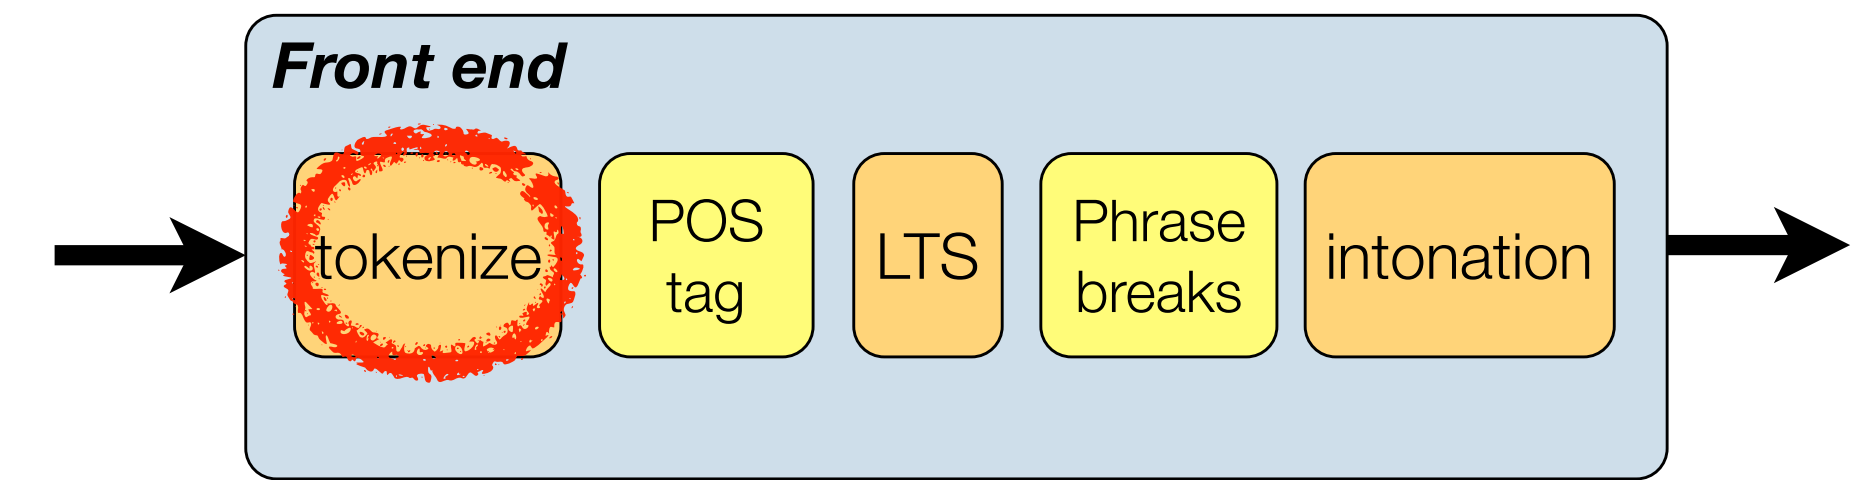 Front end
tokenize
POS
tag
LTS
Phrase
breaks
intonation